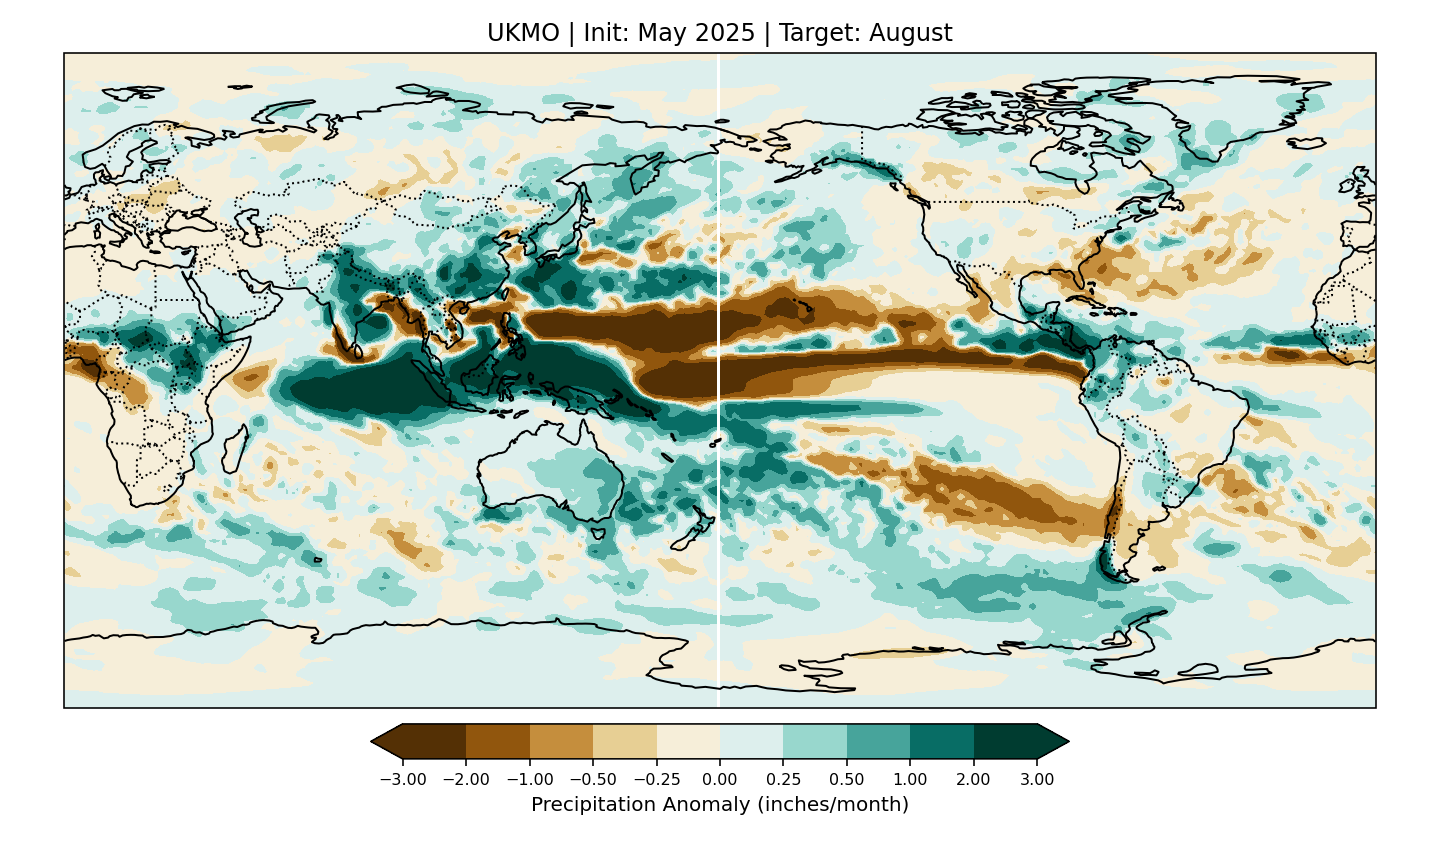 UKMO | Init: May 2025 | Target: August
−3.00 −2.00 −1.00 −0.50 −0.25 0.00 0.25 0.50 1.00 2.00 3.00
Precipitation Anomaly (inches/month)